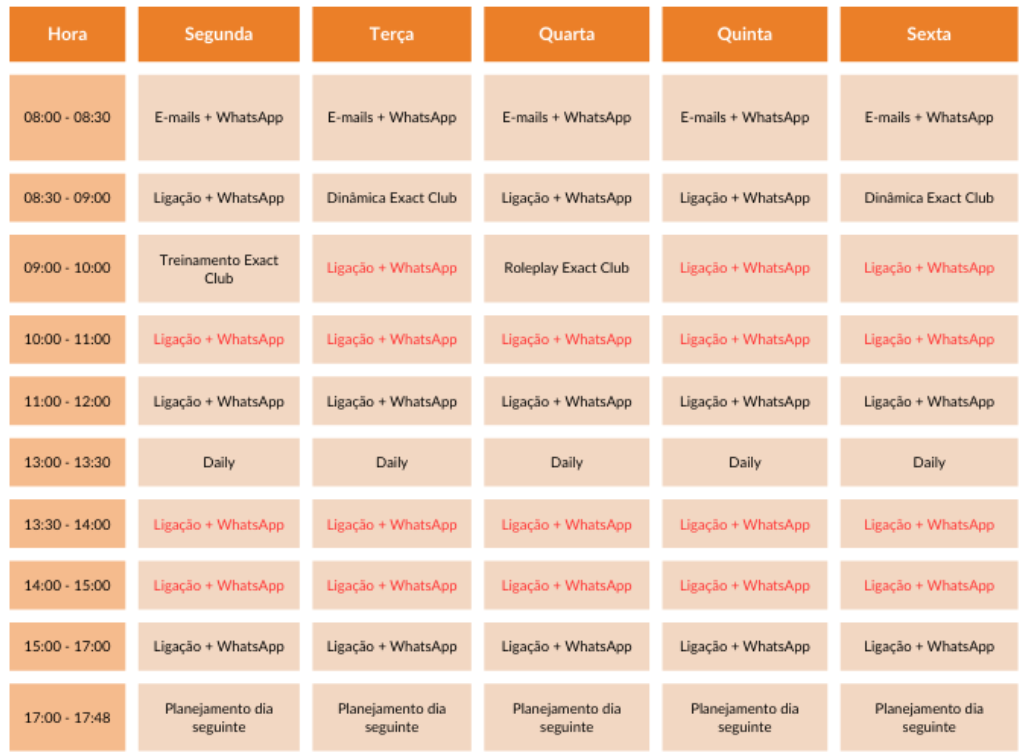 Hora Segunda Terça Quarta Quinta Sexta
08:00 - 08:30 E-mails + WhatsApp E-mails + WhatsApp E-mails + WhatsApp E-mails + WhatsApp E-mails + WhatsApp
08:30 - 09:00 Ligação + WhatsApp Dinâmica Exact Club Ligação + WhatsApp Ligação + WhatsApp Dinâmica Exact Club
09:00 - 10:00 Treinamento Exact Club Ligação + WhatsApp Roleplay Exact Club Ligação + WhatsApp Ligação + WhatsApp
10:00 - 11:00 Ligação + WhatsApp Ligação + WhatsApp Ligação + WhatsApp Ligação + WhatsApp Ligação + WhatsApp
11:00 - 12:00 Ligação + WhatsApp Ligação + WhatsApp Ligação + WhatsApp Ligação + WhatsApp Ligação + WhatsApp
13:00 - 13:30 Daily Daily Daily Daily Daily
13:30 - 14:00 Ligação + WhatsApp Ligação + WhatsApp Ligação + WhatsApp Ligação + WhatsApp Ligação + WhatsApp
14:00 - 15:00 Ligação + WhatsApp Ligação + WhatsApp Ligação + WhatsApp Ligação + WhatsApp Ligação + WhatsApp
15:00 - 17:00 Ligação + WhatsApp Ligação + WhatsApp Ligação + WhatsApp Ligação + WhatsApp Ligação + WhatsApp
17:00 - 17:48 Planejamento dia seguinte Planejamento dia seguinte Planejamento dia seguinte Planejamento dia seguinte Planejamento dia seguinte